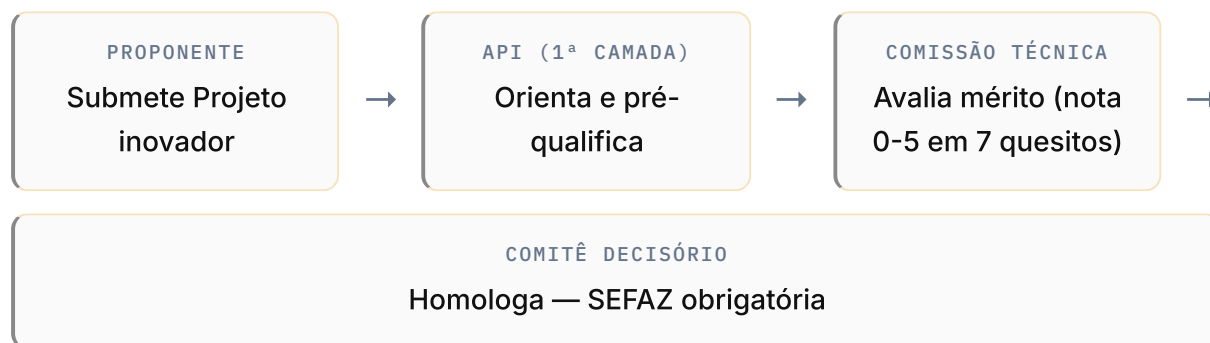 PROPONENTE
Submete Projeto
inovador
API (1ª CAMADA)
Orienta e pré-
qualifica
COMISSÃO TÉCNICA
Avalia mérito (nota
0-5 em 7 quesitos)
COMITÊ DECISÓRIO
Homologa — SEFAZ obrigatória